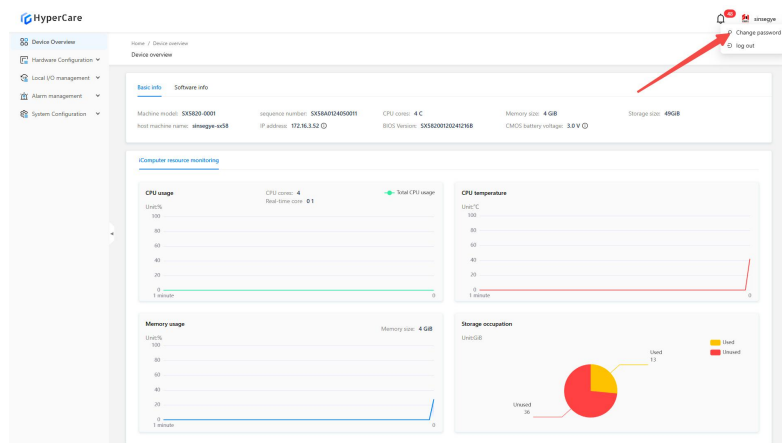 HyperCare
48
sinsegye
Change password
log out
Device Overview
Hardware Configuration
Local I/O management
Alarm management
System Configuration
Home / Device overview
Device overview
Basic info Software info
Machine model: SX5820-0001 sequence number: SX58A0124050011 CPU cores: 4 C Memory size: 4 GiB Storage size: 49GiB
host machine name: sinsegye-sx58 IP address: 172.16.3.52 BIOS Version: SX58200120241216B CMOS battery voltage: 3.0 V
iComputer resource monitoring
CPU usage
CPU cores: 4
Real-time core 0 1
Total CPU usage
Unit:%
100
80
60
40
20
0
1 minute 0
CPU temperature
Unit:°C
100
80
60
40
20
0
1 minute 0
Memory usage
Memory size: 4 GiB
Unit:%
100
80
60
40
20
0
1 minute 0
Storage occupation
Unit:GiB
Used
Unused
Used
13
Unused
36